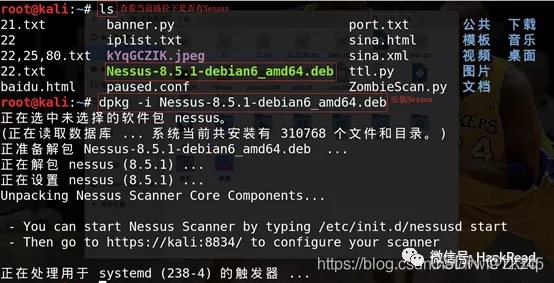 root@kali:~# ls 查看当前路径下是否有Nessus
21.txt banner.py port.txt 公共 下载
22 iplist.txt sina.html 模板 音乐
22,25,80.txt kYqGCZIK.jpeg sina.xml 视频 桌面
22.txt Nessus-8.5.1-debian6_amd64.deb ttl.py 图片
baidu.html paused.conf ZombieScan.py 文档
root@kali:~# dpkg -i Nessus-8.5.1-debian6_amd64.deb 安装Nessus
正在选中未选择的软件包 nessus。
(正在读取数据库 ... 系统当前共安装有 310768 个文件和目录。)
正准备解包 Nessus-8.5.1-debian6_amd64.deb ...
正在解包 nessus (8.5.1) ...
正在设置 nessus (8.5.1) ...
Unpacking Nessus Scanner Core Components...
- You can start Nessus Scanner by typing /etc/init.d/nessusd start
- Then go to https://kali:8834/ to configure your scanner
微信号: HackRead
正在处理用于 systemd (238-4) 的触发器 ...